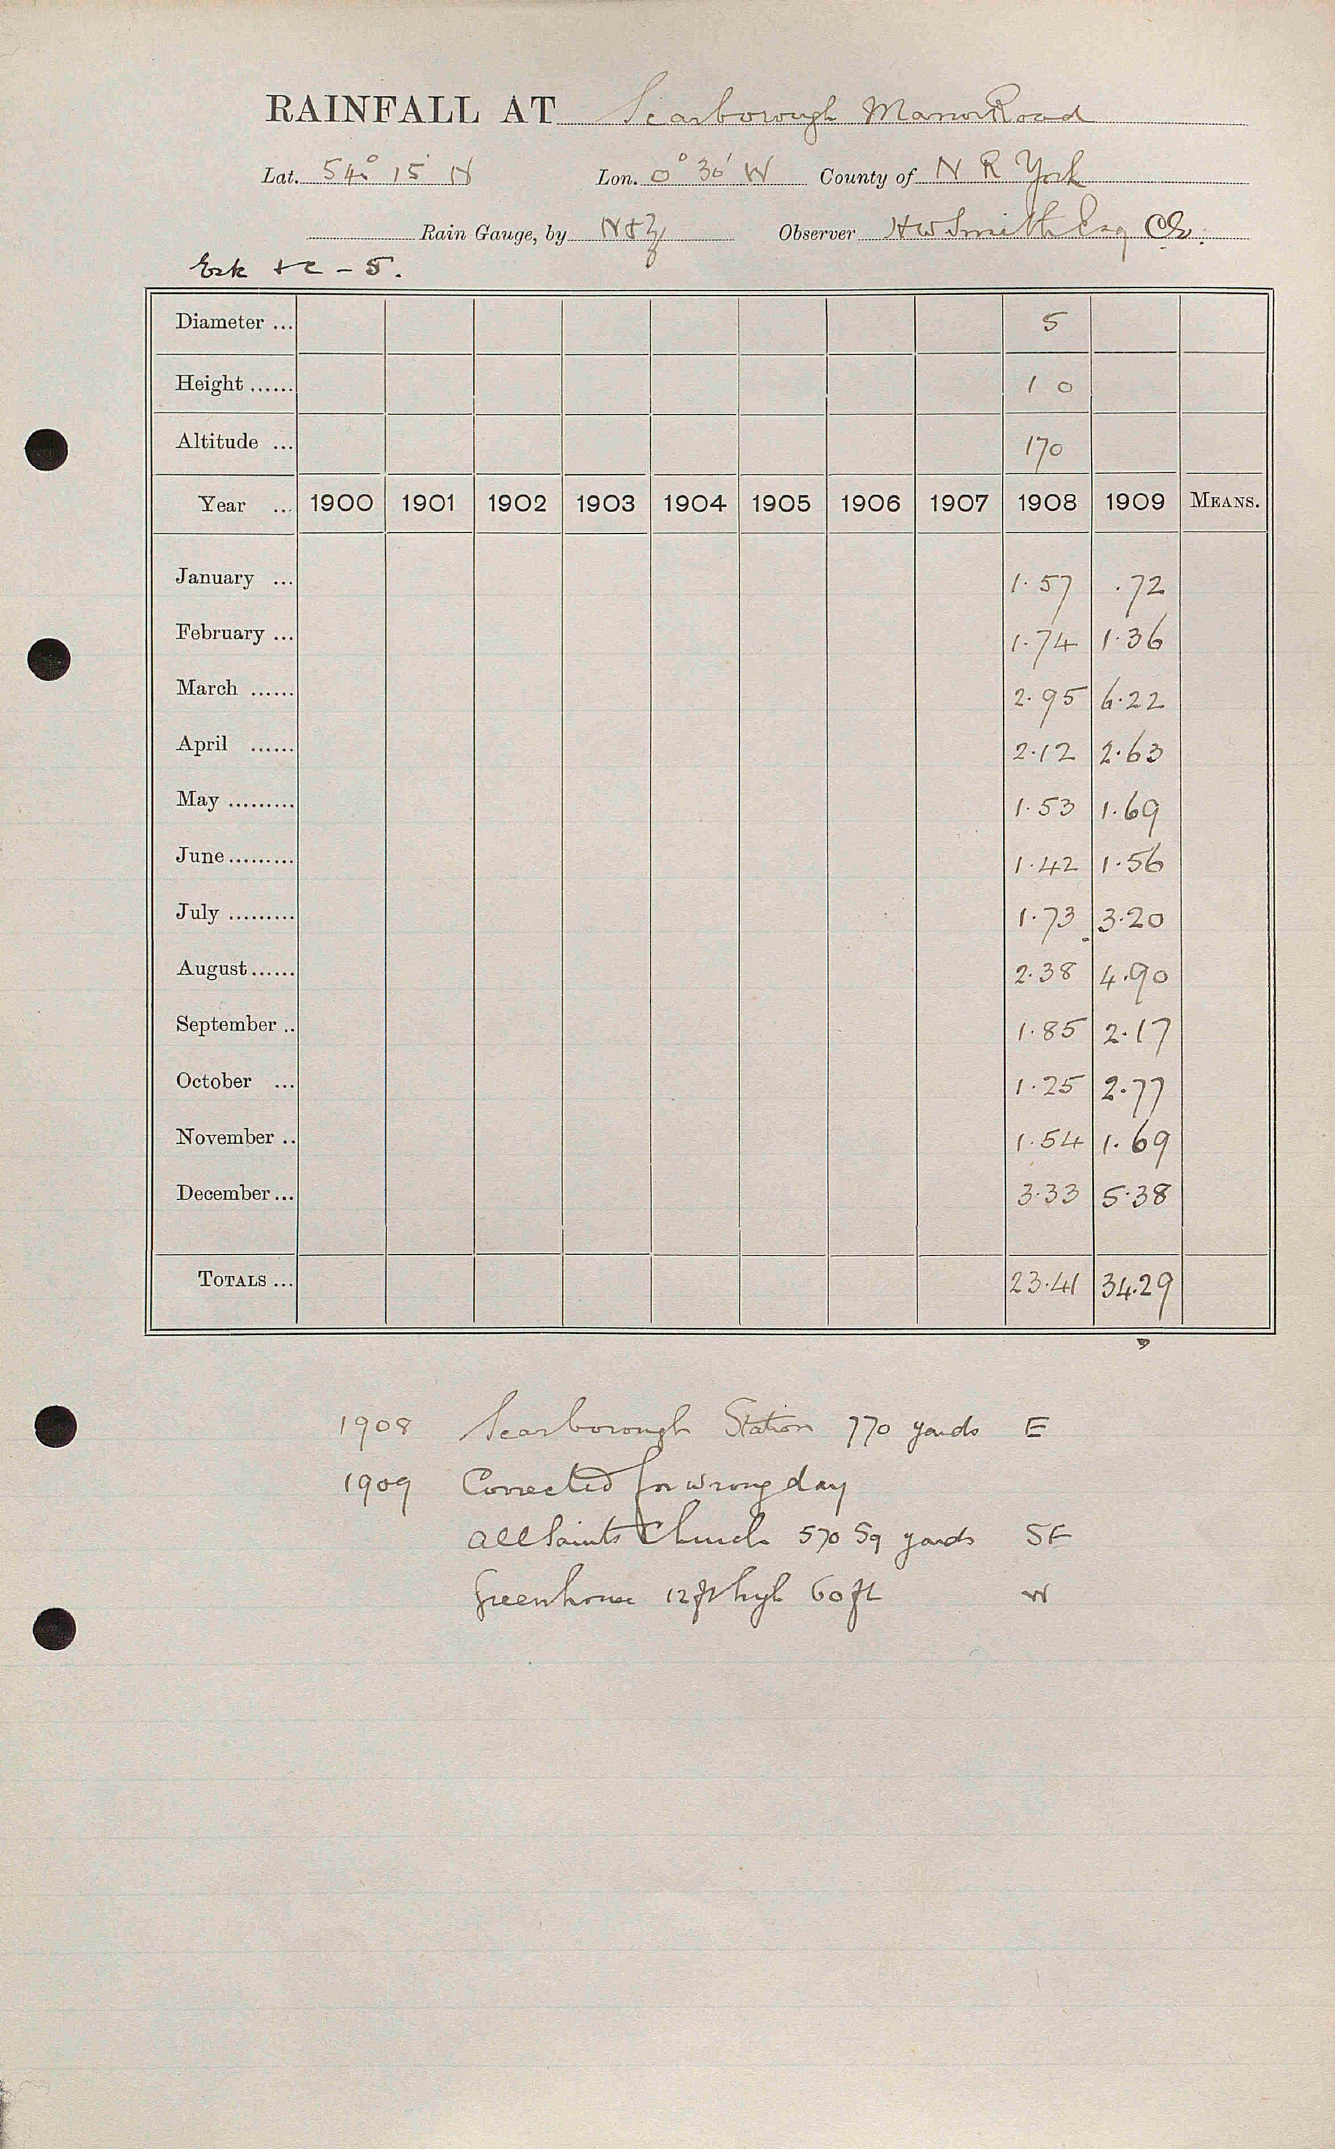 RAINFALL AT Scarborough Manor Road
Lat. 54° 15' N Lon. 0° 30' W County of N R York
Rain Gauge, by N & Z Observer H W Smith Esq C.E.
Esk &c - 5.
Diameter ... 5
Height ...... 1 0
Altitude ... 170
Year ... 1900 1901 1902 1903 1904 1905 1906 1907 1908 1909 MEANS.
January ... 1.57 .72
February ... 1.74 1.36
March ...... 2.95 6.22
April ...... 2.12 2.63
May ......... 1.53 1.69
June ......... 1.42 1.56
July ......... 1.73 3.20
August ...... 2.38 4.90
September .. 1.85 2.17
October ... 1.25 2.77
November .. 1.54 1.69
December ... 3.33 5.38
TOTALS ... 23.41 34.29
1908 Scarborough Station 770 yards E
1909 Corrected for wrong day
All Saints Church 570 Sq yards SE
Greenhouse 12 ft high 60 ft W